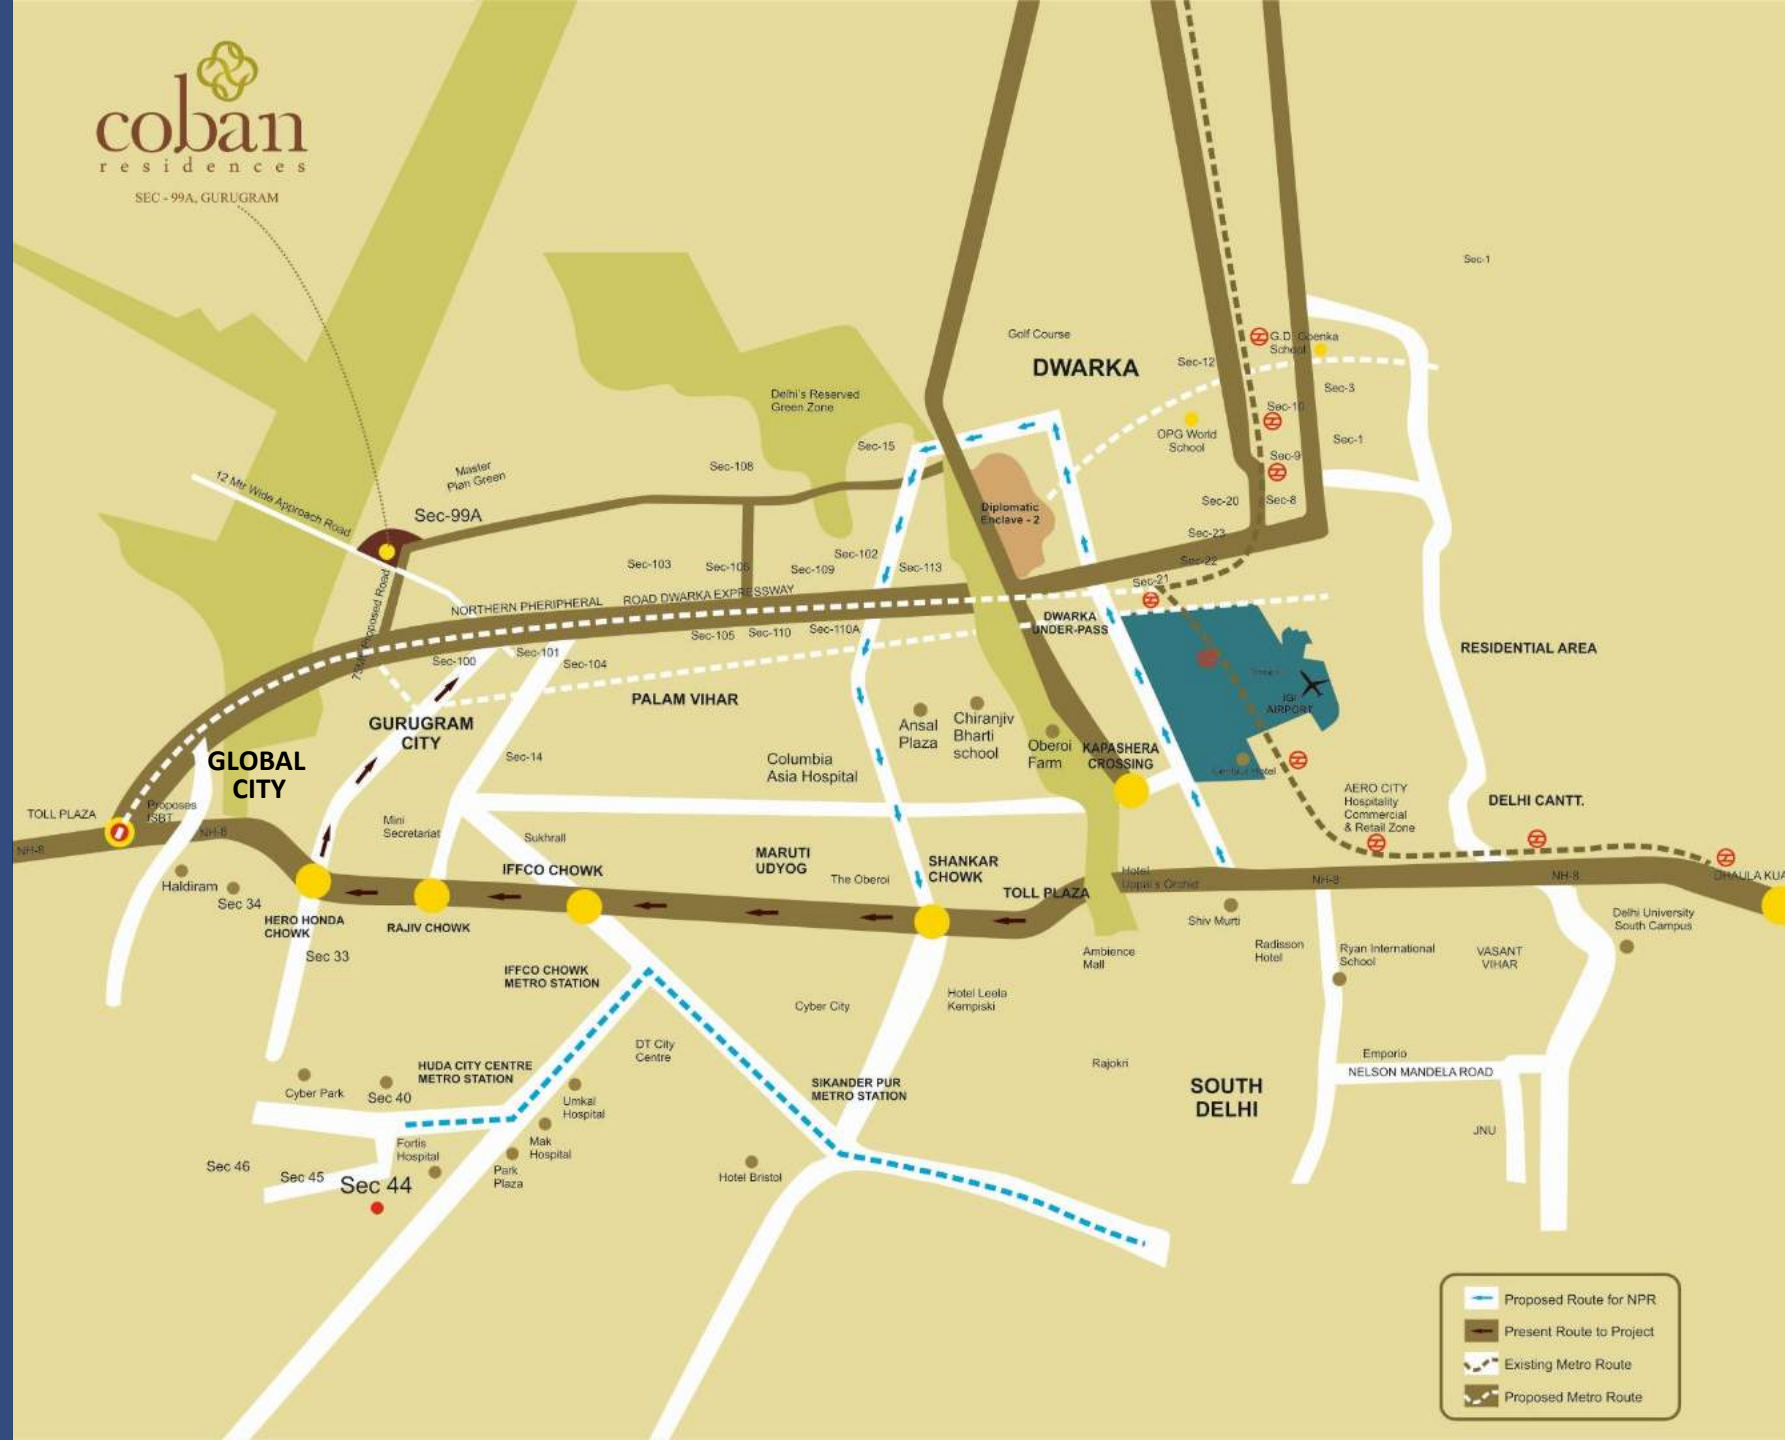 coban
residences
SEC - 99A, GURUGRAM
Sec-1
Golf Course
DWARKA
G.D. Goenka
School
Sec-12
Sec-3
Delhi's Reserved
Green Zone
Sec-10
OPG World
School
Sec-1
Sec-15
Sec-9
Sec-108
Master
Plan Green
12 Mtr Wide Approach Road
Sec-99A
Diplomatic
Enclave - 2
Sec-20
Sec-8
Sec-23
Sec-22
Sec-21
Sec-103
Sec-106
Sec-109
Sec-102
Sec-113
NORTHERN PHERIPHERAL
ROAD DWARKA EXPRESSWAY
75Mtr Proposed Road
Sec-105
Sec-110
Sec-110A
DWARKA
UNDER-PASS
Sec-100
Sec-101
Sec-104
RESIDENTIAL AREA
PALAM VIHAR
IGI
AIRPORT
GURUGRAM
CITY
Ansal
Plaza
Chiranjiv
Bharti
school
Oberoi
Farm
KAPASHERA
CROSSING
GLOBAL
CITY
Sec-14
Columbia
Asia Hospital
AERO CITY
Hospitality
Commercial
& Retail Zone
DELHI CANTT.
TOLL PLAZA
Proposes
ISBT
NH-8
NH-8
Mini
Secretariat
Sukhrall
IFFCO CHOWK
MARUTI
UDYOG
The Oberoi
SHANKAR
CHOWK
TOLL PLAZA
Hotel
Uppal's Orchid
NH-8
NH-8
DHAULA KUA
Haldiram
Sec 34
HERO HONDA
CHOWK
RAJIV CHOWK
Sec 33
Shiv Murti
Delhi University
South Campus
Ambience
Mall
Radisson
Hotel
Ryan International
School
VASANT
VIHAR
IFFCO CHOWK
METRO STATION
Cyber City
Hotel Leela
Kempiski
DT City
Centre
HUDA CITY CENTRE
METRO STATION
Rajokri
Emporio
NELSON MANDELA ROAD
Cyber Park
Sec 40
Umkal
Hospital
SIKANDER PUR
METRO STATION
SOUTH
DELHI
JNU
Fortis
Hospital
Mak
Hospital
Park
Plaza
Hotel Bristol
Sec 46
Sec 45
Sec 44
Proposed Route for NPR
Present Route to Project
Existing Metro Route
Proposed Metro Route